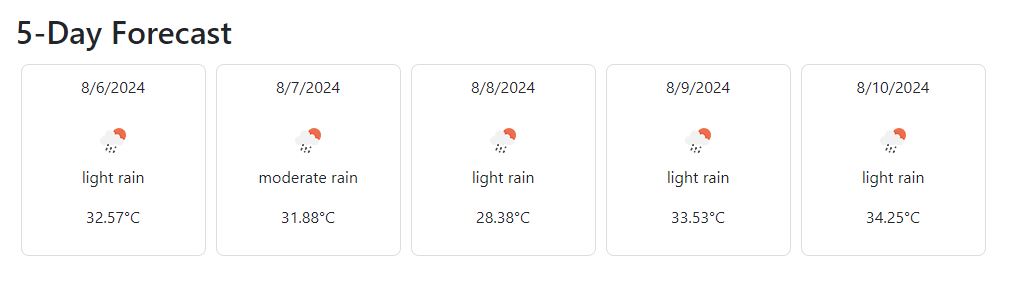 5-Day Forecast
8/6/2024
light rain
32.57°C
8/7/2024
moderate rain
31.88°C
8/8/2024
light rain
28.38°C
8/9/2024
light rain
33.53°C
8/10/2024
light rain
34.25°C